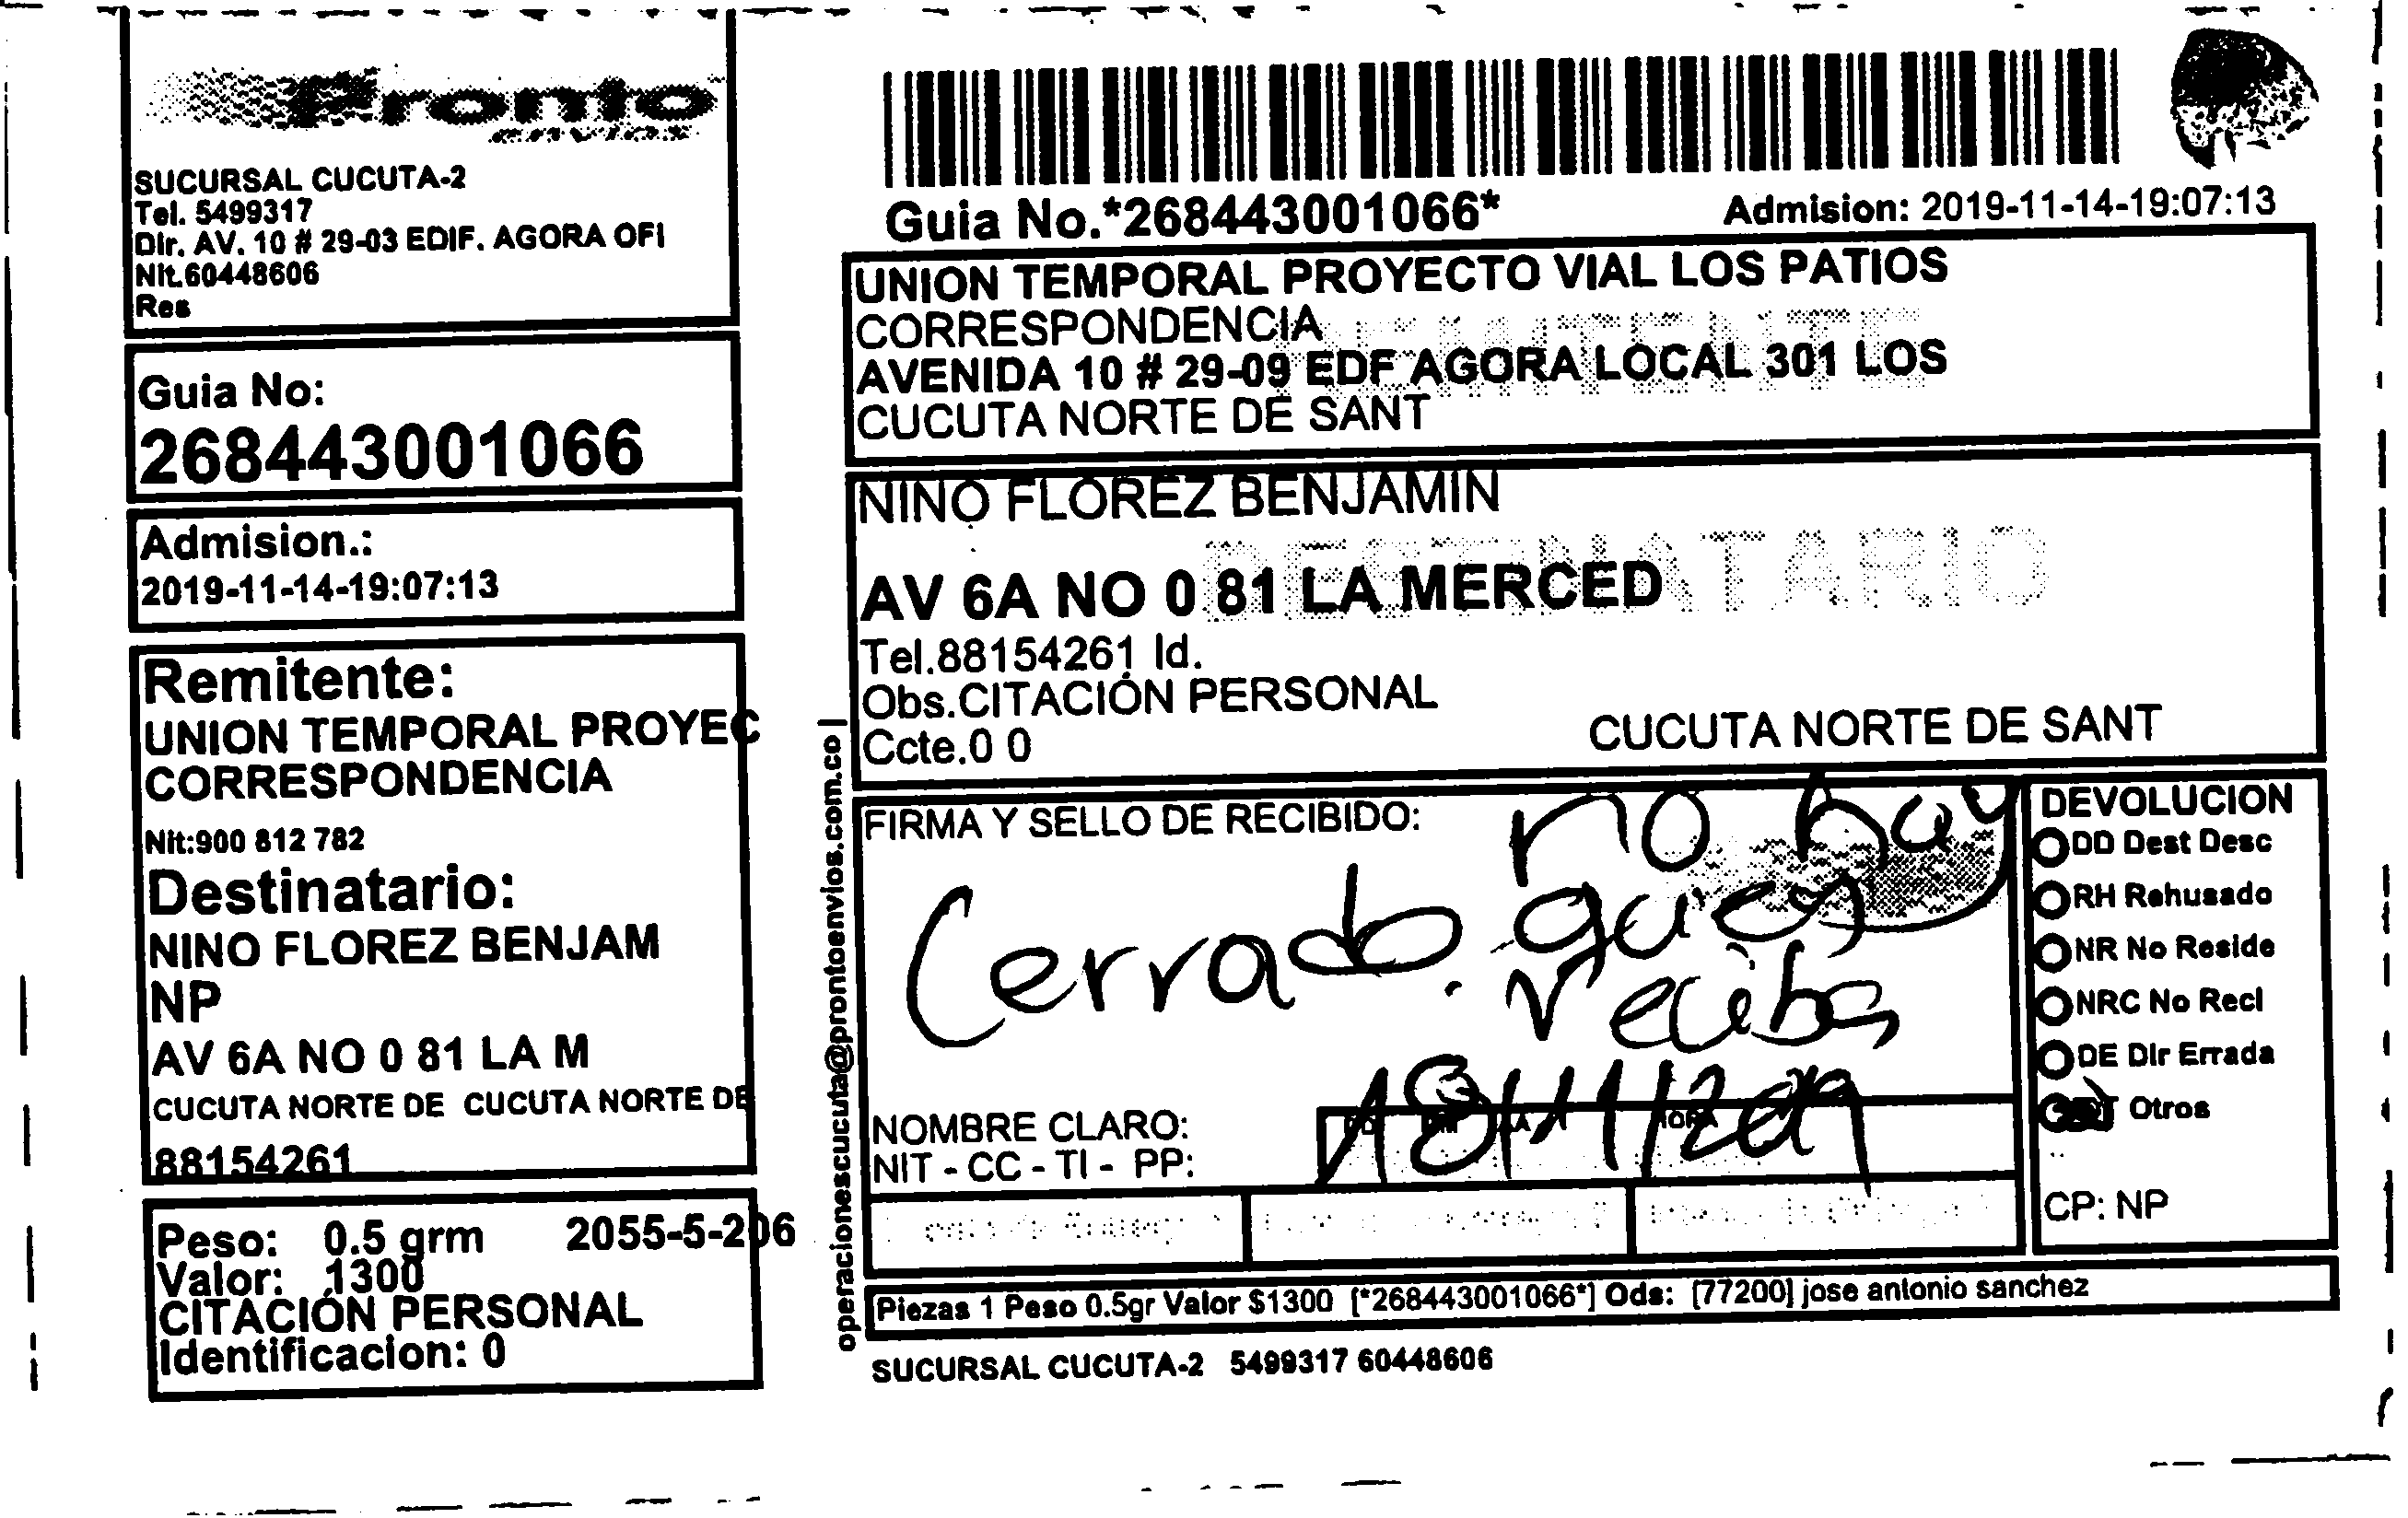 Pronto
envios
SUCURSAL CUCUTA-2
Tel. 5499317
Dir. AV. 10 # 29-03 EDIF. AGORA OFI
Nit.60448606
Res
Guia No:
268443001066
Admision.:
2019-11-14-19:07:13
Remitente:
UNION TEMPORAL PROYEC
CORRESPONDENCIA
Nit:900 812 782
Destinatario:
NINO FLOREZ BENJAM
NP
AV 6A NO 0 81 LA M
CUCUTA NORTE DE CUCUTA NORTE DE
88154261
Peso: 0.5 grm 2055-5-206
Valor: 1300
CITACIÓN PERSONAL
Identificacion: 0
operacionescucuta@prontoenvios.com.co |
Guia No.*268443001066*
Admision: 2019-11-14-19:07:13
UNION TEMPORAL PROYECTO VIAL LOS PATIOS
CORRESPONDENCIA
REMITENTE
AVENIDA 10 # 29-09 EDF AGORA LOCAL 301 LOS
CUCUTA NORTE DE SANT
NINO FLOREZ BENJAMIN
DESTINATARIO
AV 6A NO 0 81 LA MERCED
Tel.88154261 Id.
Obs.CITACIÓN PERSONAL
Ccte.0 0
CUCUTA NORTE DE SANT
FIRMA Y SELLO DE RECIBIDO:
no hay
Cerrado. quien
reciba
18/11/2019
NOMBRE CLARO:
NIT - CC - TI - PP:
HORA
DEVOLUCION
DD Dest Desc
RH Rehusado
NR No Reside
NRC No Recl
DE Dir Errada
OT Otros
CP: NP
Piezas 1 Peso 0.5gr Valor $1300 [*268443001066*] Ods: [77200] jose antonio sanchez
SUCURSAL CUCUTA-2 5499317 60448606